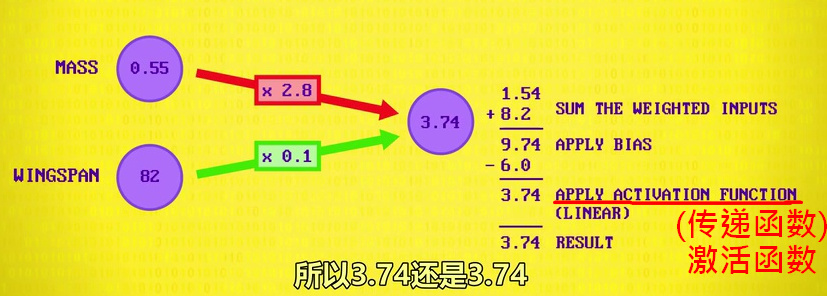 MASS
0.55
x 2.8
WINGSPAN
82
x 0.1
3.74
1.54
+ 8.2 SUM THE WEIGHTED INPUTS
9.74 APPLY BIAS
- 6.0
3.74 APPLY ACTIVATION FUNCTION
(LINEAR)
3.74 RESULT
(传递函数)
激活函数
所以3.74还是3.74